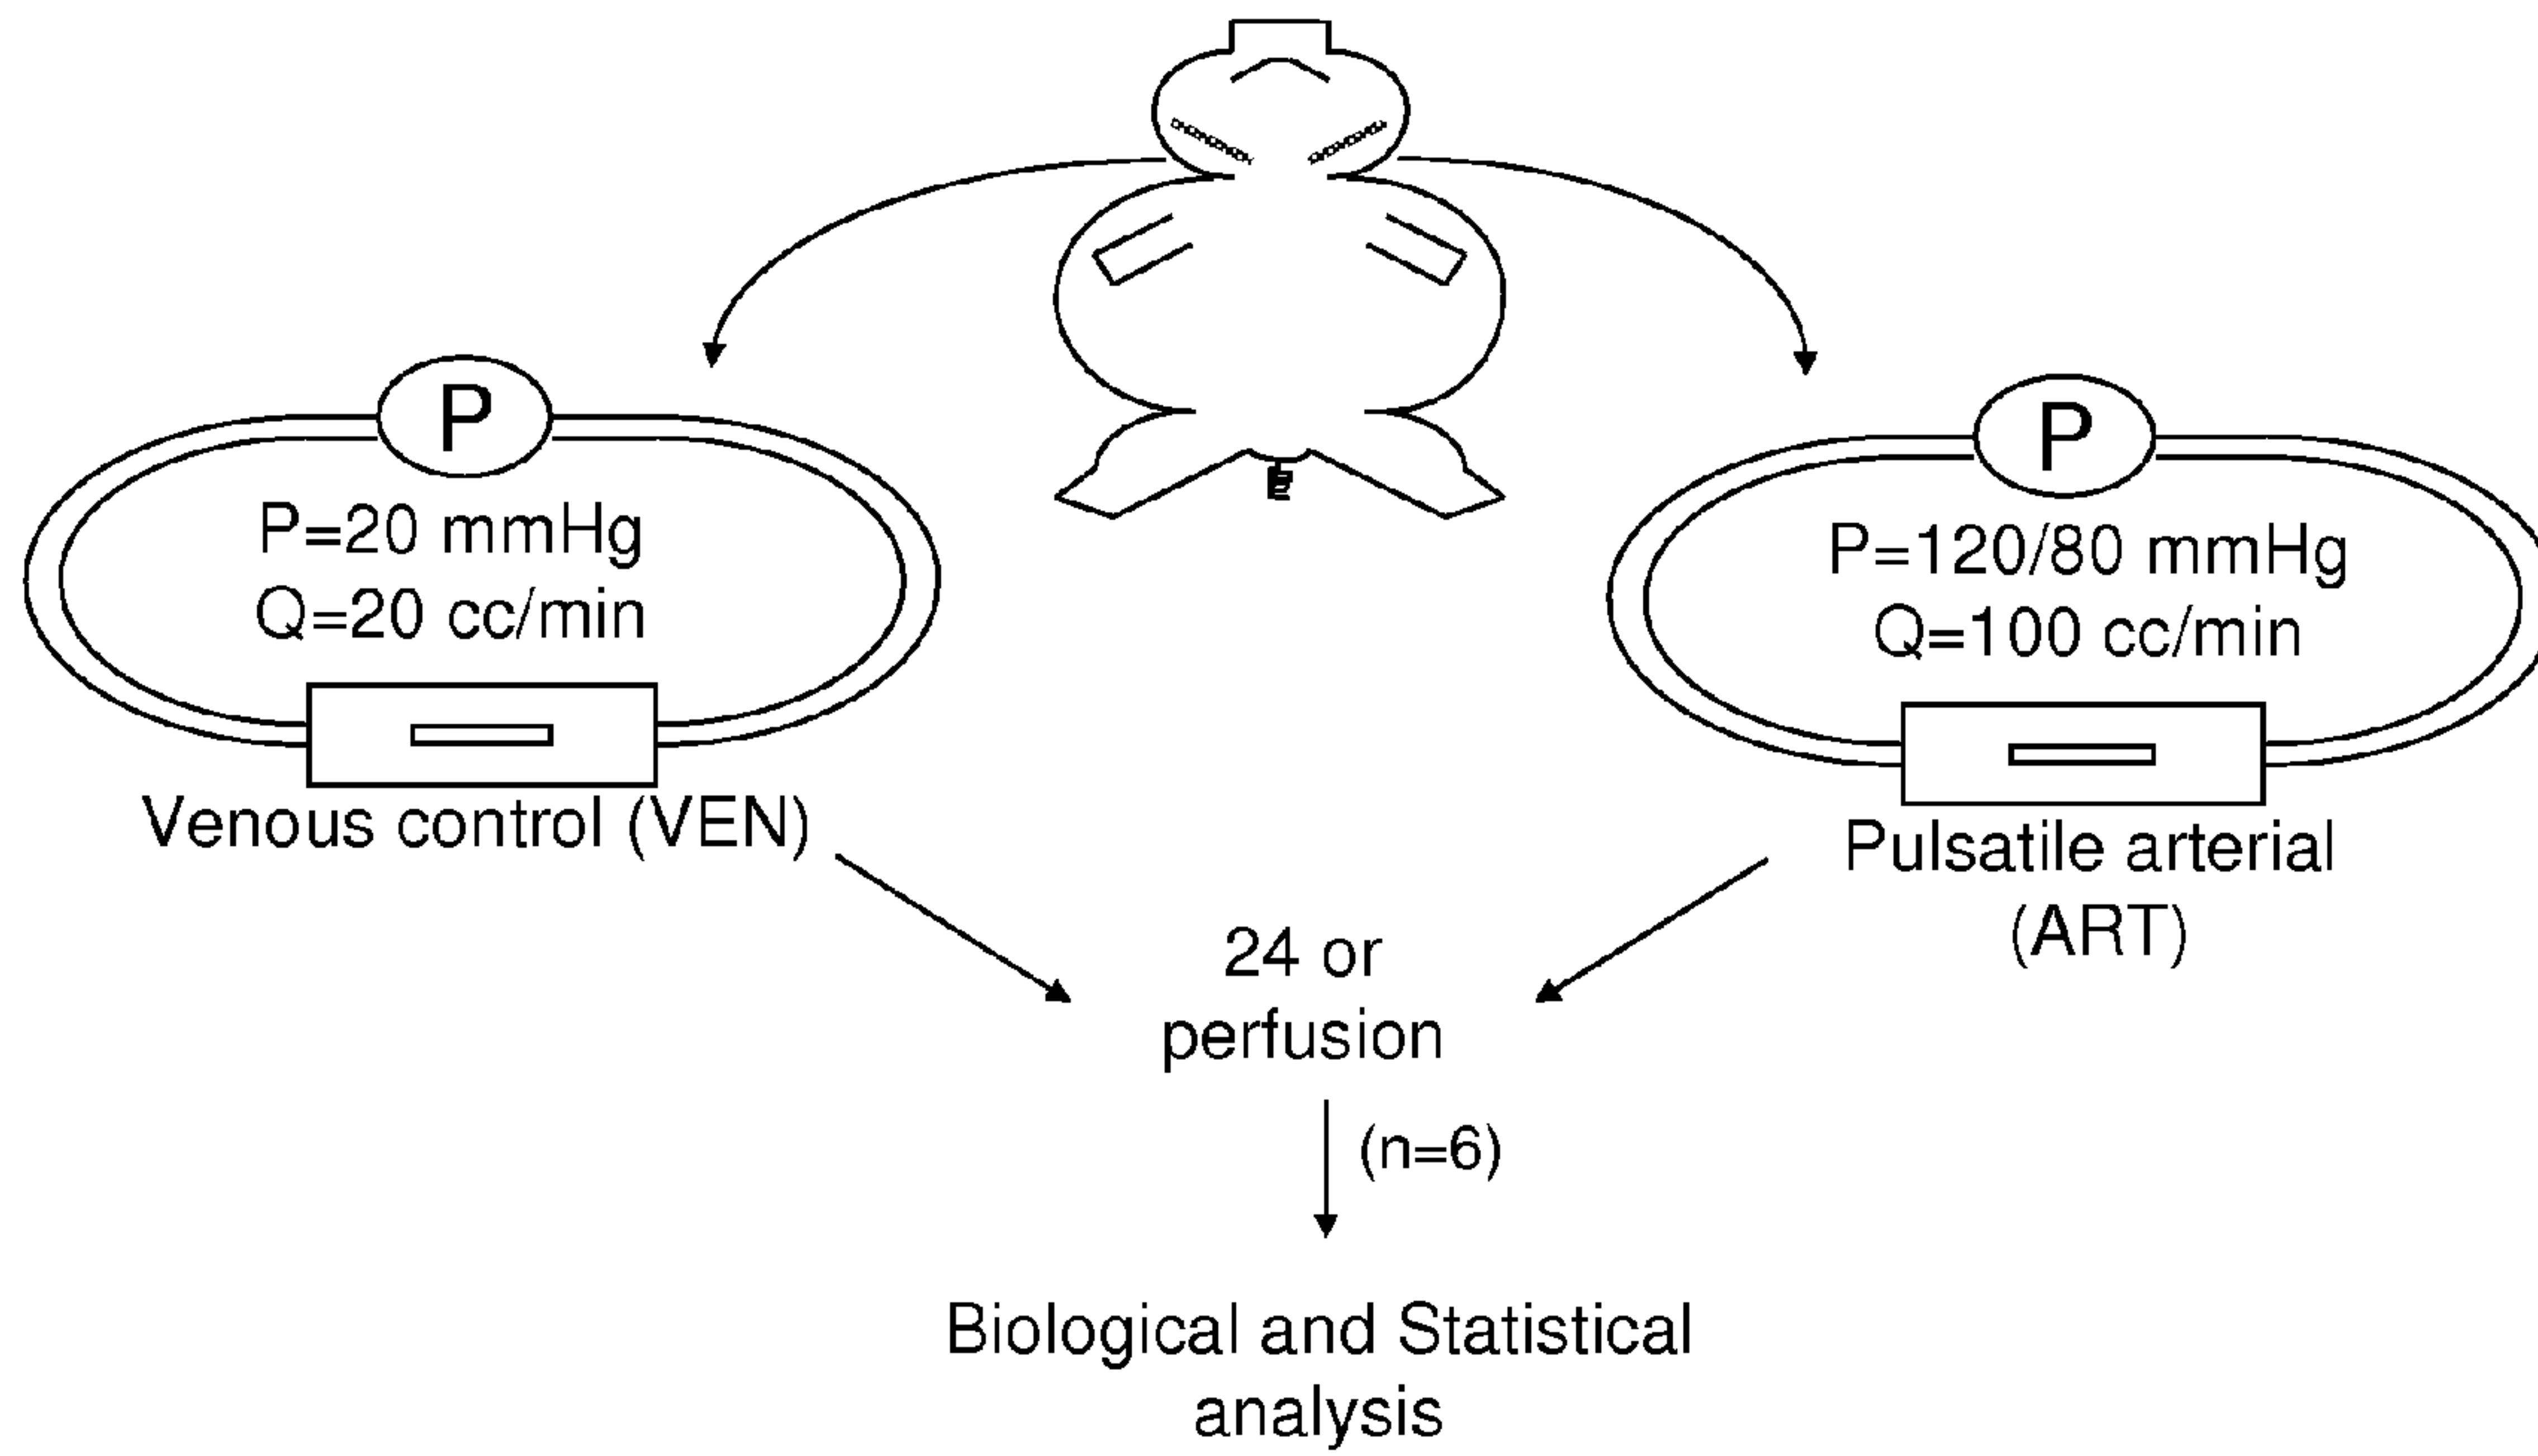 P
P=20 mmHg
Q=20 cc/min
Venous control (VEN)
P
P=120/80 mmHg
Q=100 cc/min
Pulsatile arterial
(ART)
24 or
perfusion
(n=6)
Biological and Statistical
analysis